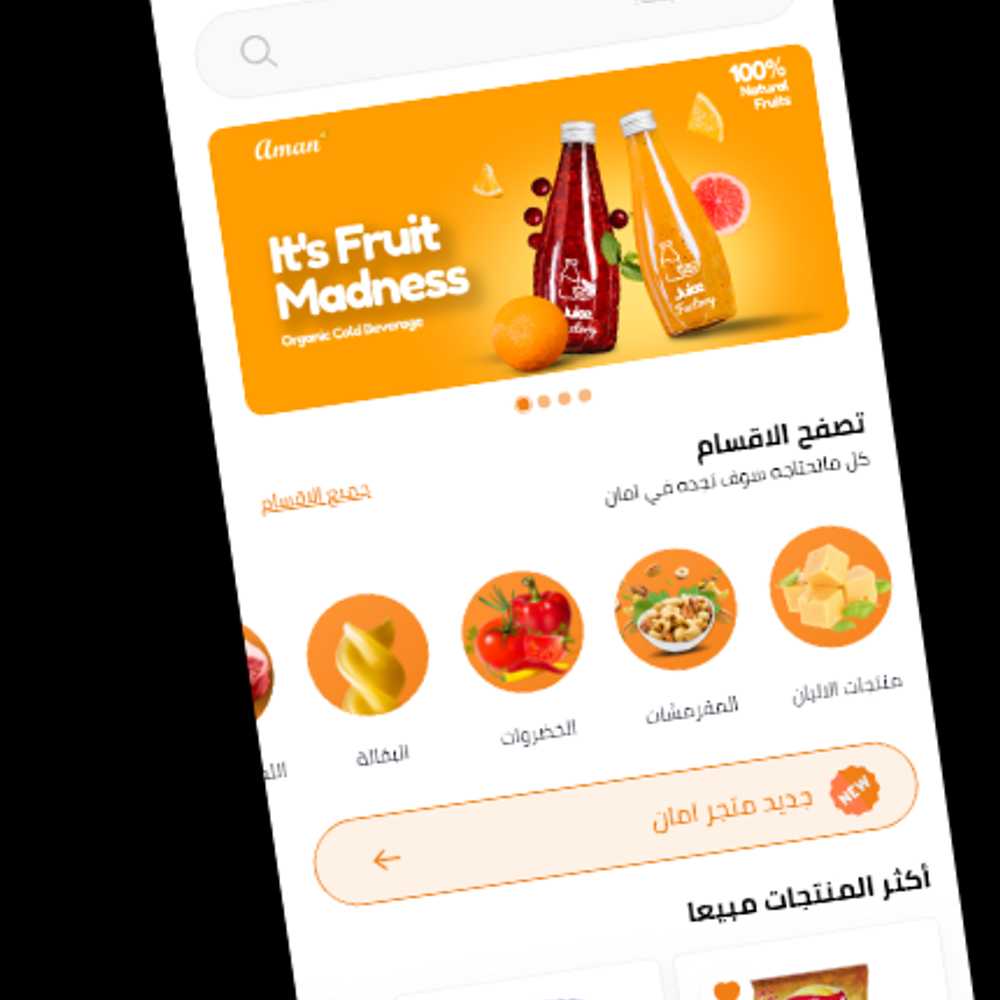 100%
Natural
Fruits
Aman
It's Fruit
Madness
Organic Cold Beverage
Juice
Factory
Juice
Factory
تصفح الاقسام
كل ماتحتاجه سوف تجده في امان
جميع الاقسام
منتجات الالبان
المقرمشات
الخضروات
البقالة
جديد متجر امان
NEW
أكثر المنتجات مبيعا